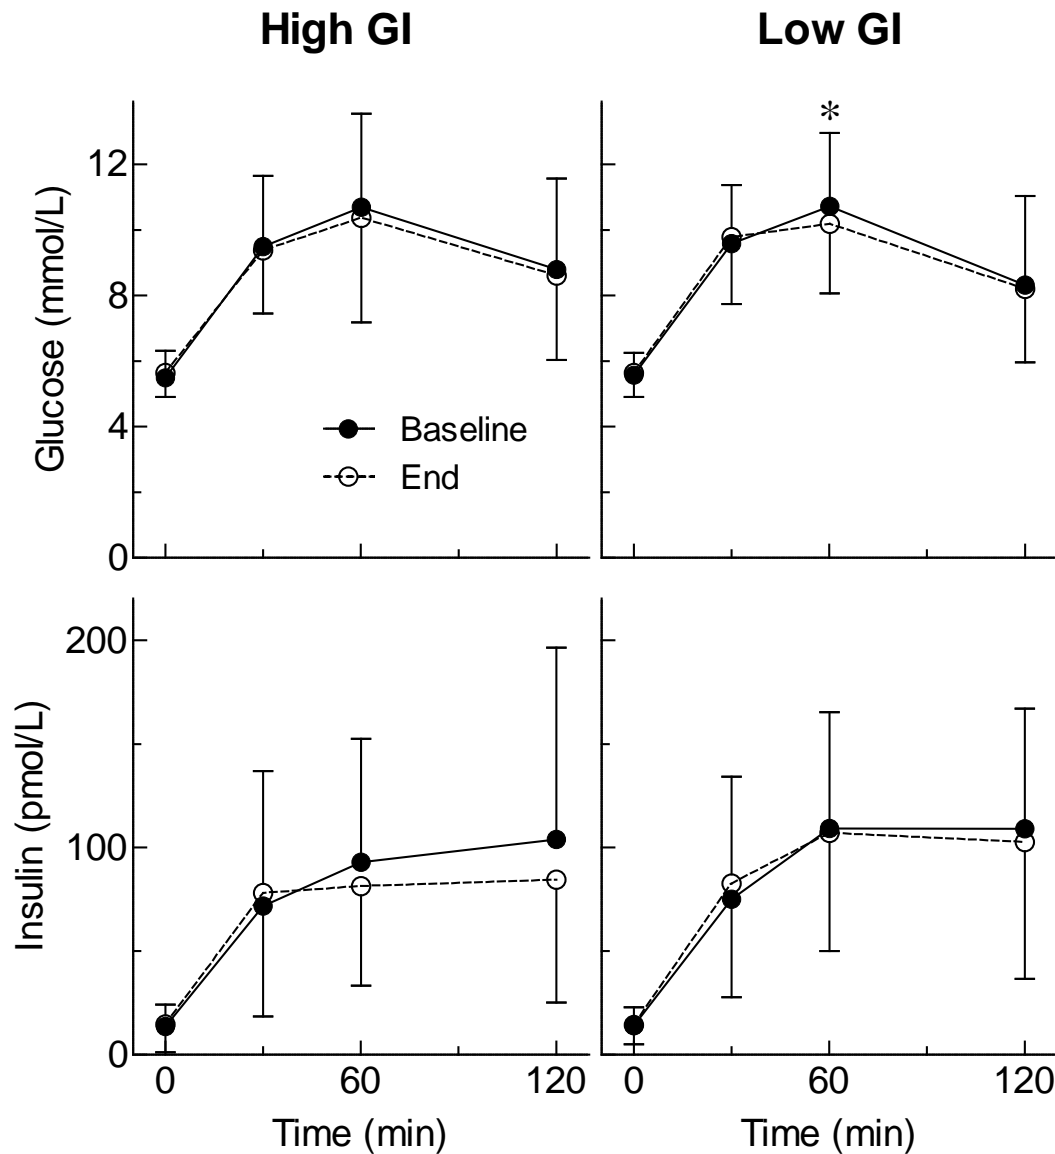 High GI
Low GI
*
12
8
4
0
Glucose (mmol/L)
Baseline
End
200
100
0
Insulin (pmol/L)
0 60 120
0 60 120
Time (min)
Time (min)